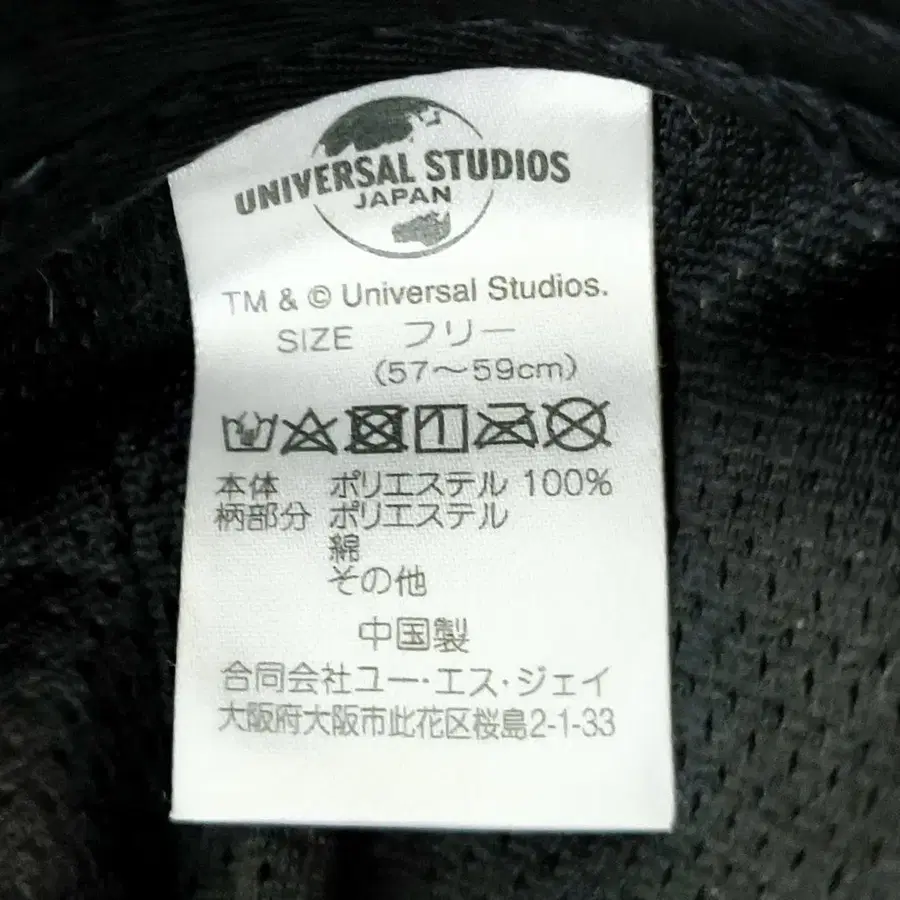 UNIVERSAL STUDIOS
JAPAN
TM & © Universal Studios.
SIZE フリー
(57～59cm)
本体 ポリエステル 100%
柄部分 ポリエステル
綿
その他
中国製
合同会社ユー・エス・ジェイ
大阪府大阪市此花区桜島2-1-33